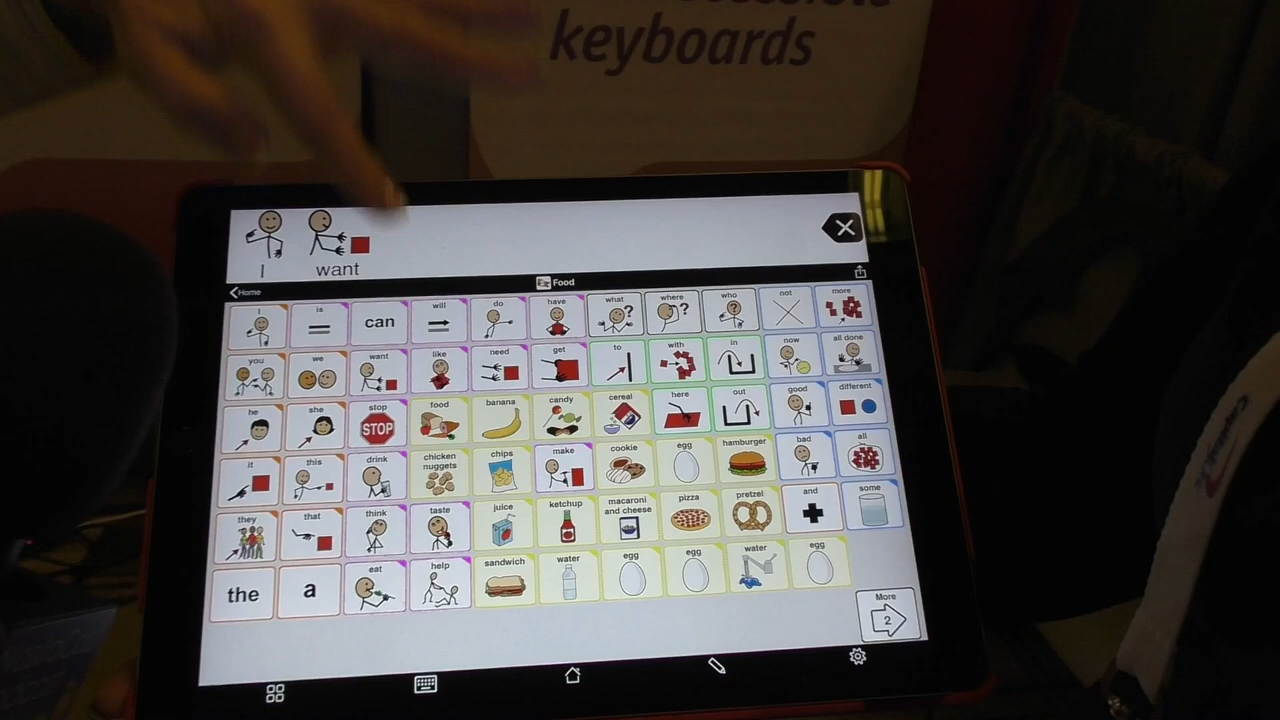 keyboards
I want
Home Food
I is can will do have what where who not more
you we want like need get to with in now all done
he she stop food banana candy cereal here out good different
STOP
it this drink chicken nuggets chips make cookie egg hamburger bad all
they that think taste juice ketchup macaroni and cheese pizza pretzel and some
the a eat help sandwich water egg egg water egg
More
2